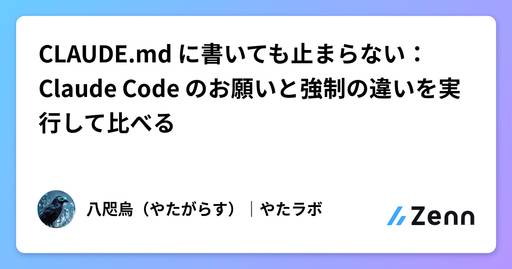 CLAUDE.md に書いても止まらない：
Claude Code のお願いと強制の違いを実
行して比べる
八咫烏（やたがらす）｜やたラボ
Zenn